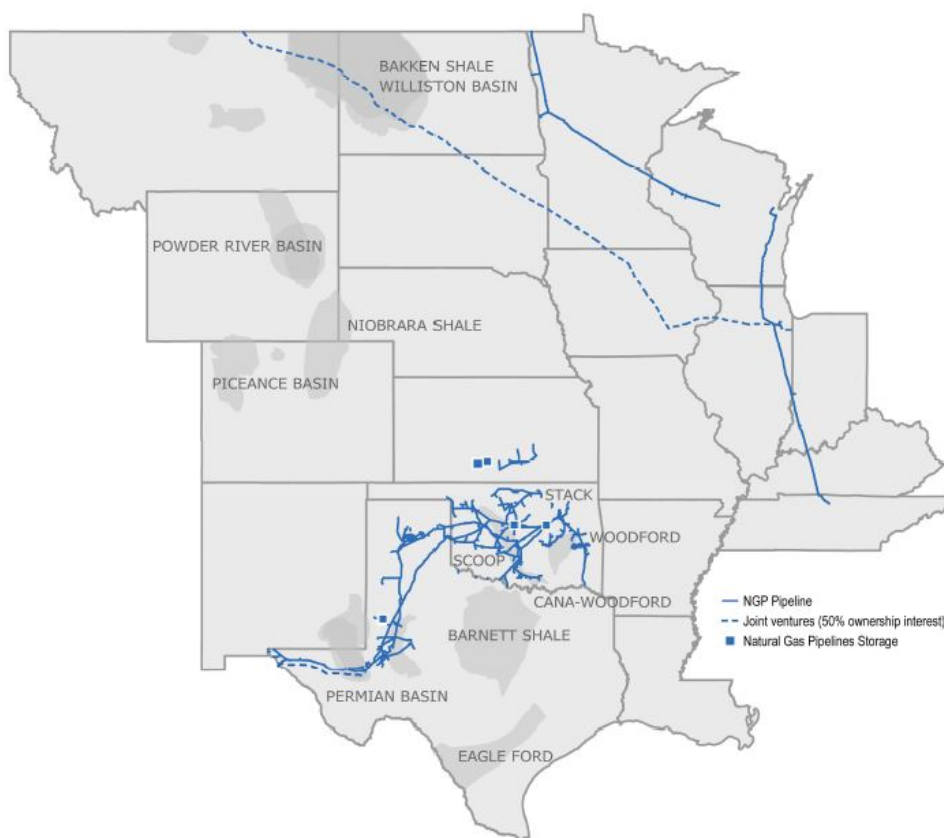 BAKKEN SHALE
WILLISTON BASIN
POWDER RIVER BASIN
NIOBRARA SHALE
PICEANCE BASIN
STACK
WOODFORD
SCOOP
CANA-WOODFORD
BARNETT SHALE
PERMIAN BASIN
EAGLE FORD
NGP Pipeline
Joint ventures (50% ownership interest)
Natural Gas Pipelines Storage